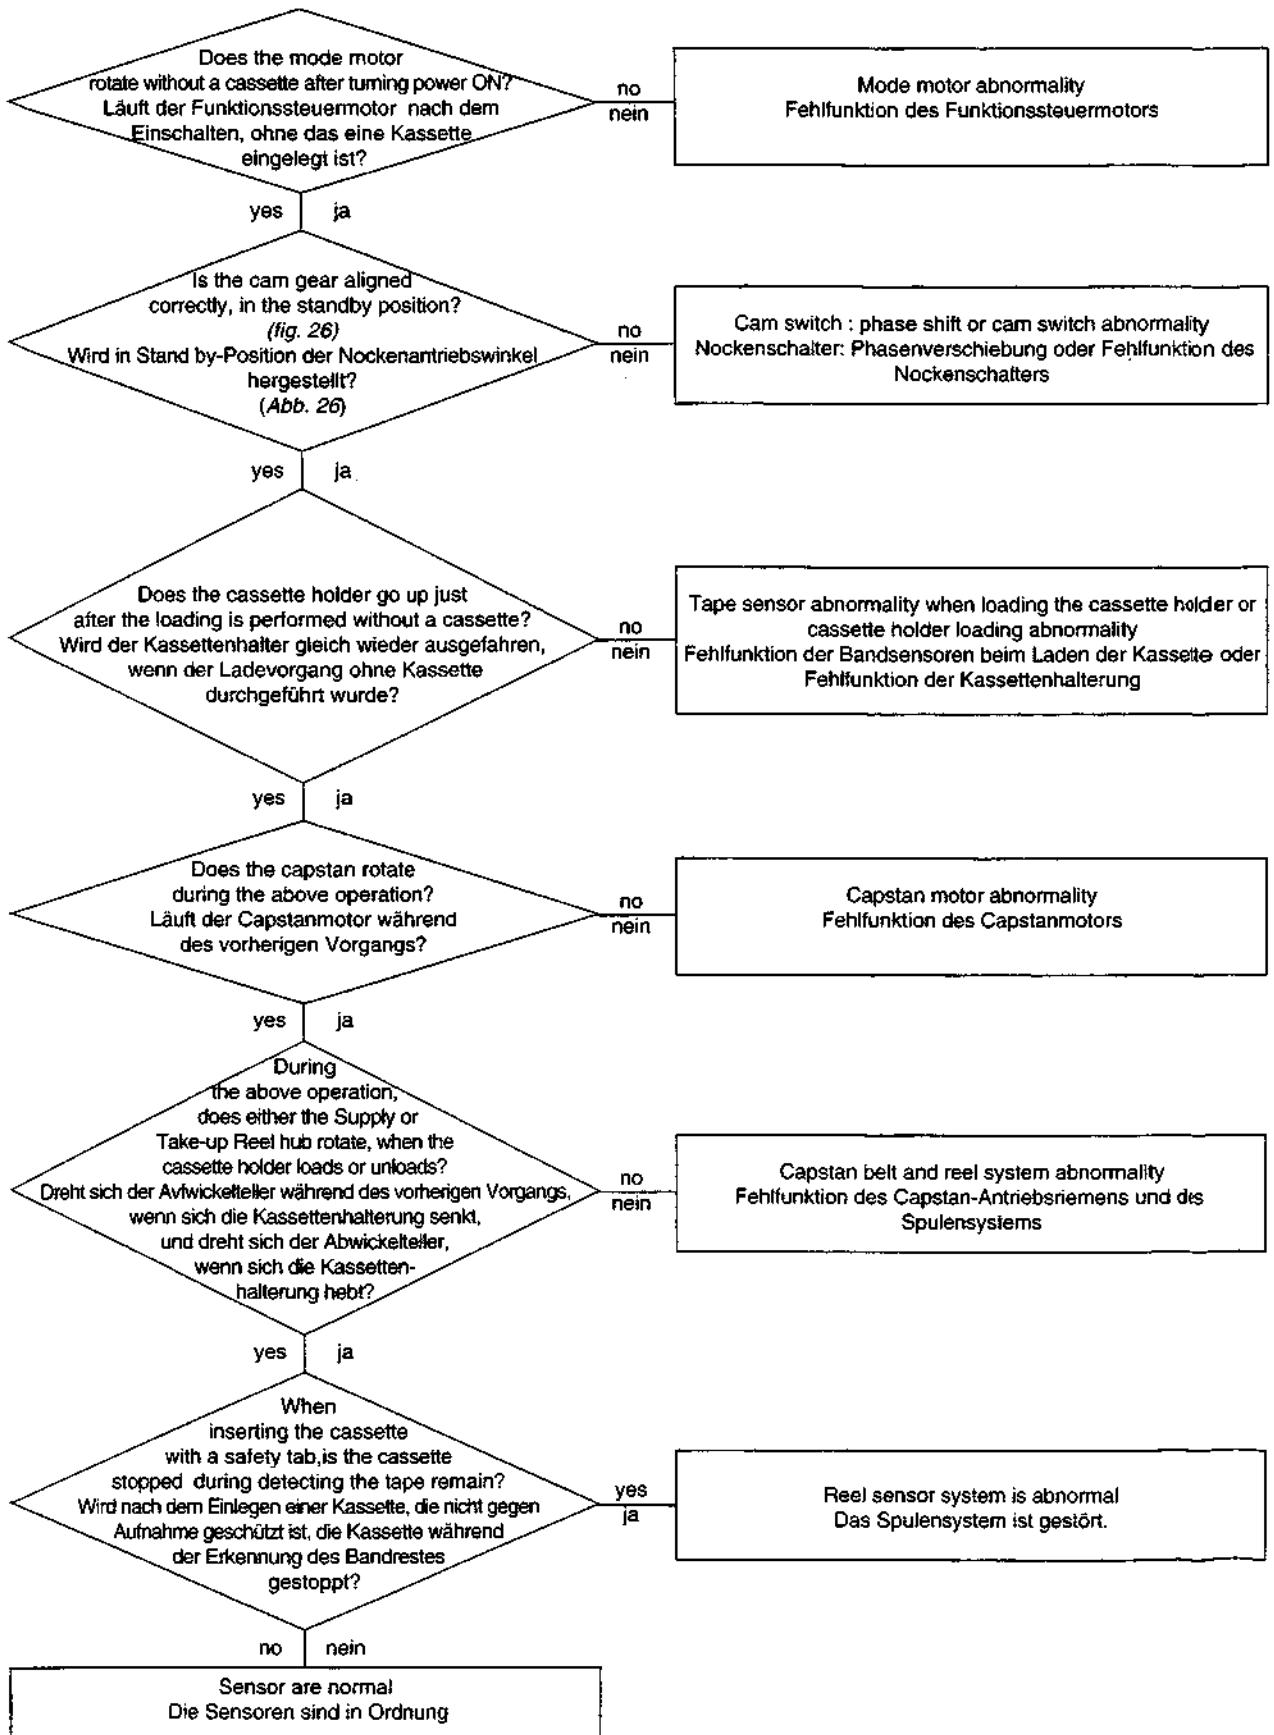 Does the mode motor
rotate without a cassette after turning power ON?
Läuft der Funktionssteuermotor nach dem
Einschalten, ohne das eine Kassette
eingelegt ist?
no
nein
Mode motor abnormality
Fehlfunktion des Funktionssteuermotors
yes ja
Is the cam gear aligned
correctly, in the standby position?
(fig. 26)
Wird in Stand by-Position der Nockenantriebswinkel
hergestellt?
(Abb. 26)
no
nein
Cam switch : phase shift or cam switch abnormality
Nockenschalter: Phasenverschiebung oder Fehlfunktion des
Nockenschatters
yes ja
Does the cassette holder go up just
after the loading is performed without a cassette?
Wird der Kassettenhalter gleich wieder ausgefahren,
wenn der Ladevorgang ohne Kassette
durchgeführt wurde?
no
nein
Tape sensor abnormality when loading the cassette holder or
cassette holder loading abnormality
Fehlfunktion der Bandsensoren beim Laden der Kassette oder
Fehlfunktion der Kassettenhalterung
yes ja
Does the capstan rotate
during the above operation?
Läuft der Capstanmotor während
des vorherigen Vorgangs?
no
nein
Capstan motor abnormality
Fehlfunktion des Capstanmotors
yes ja
During
the above operation,
does either the Supply or
Take-up Reel hub rotate, when the
cassette holder loads or unloads?
Dreht sich der Avfwickelteller während des vorherigen Vorgangs,
wenn sich die Kassettenhalterung senkt,
und dreht sich der Abwickelteller,
wenn sich die Kassetten-
halterung hebt?
no
nein
Capstan belt and reel system abnormality
Fehlfunktion des Capstan-Antriebsriemens und des
Spulensystems
yes ja
When
inserting the cassette
with a safety tab,is the cassette
stopped during detecting the tape remain?
Wird nach dem Einlegen einer Kassette, die nicht gegen
Aufnahme geschützt ist, die Kassette während
der Erkennung des Bandrestes
gestoppt?
yes
ja
Reel sensor system is abnormal
Das Spulensystem ist gestört.
no nein
Sensor are normal
Die Sensoren sind in Ordnung